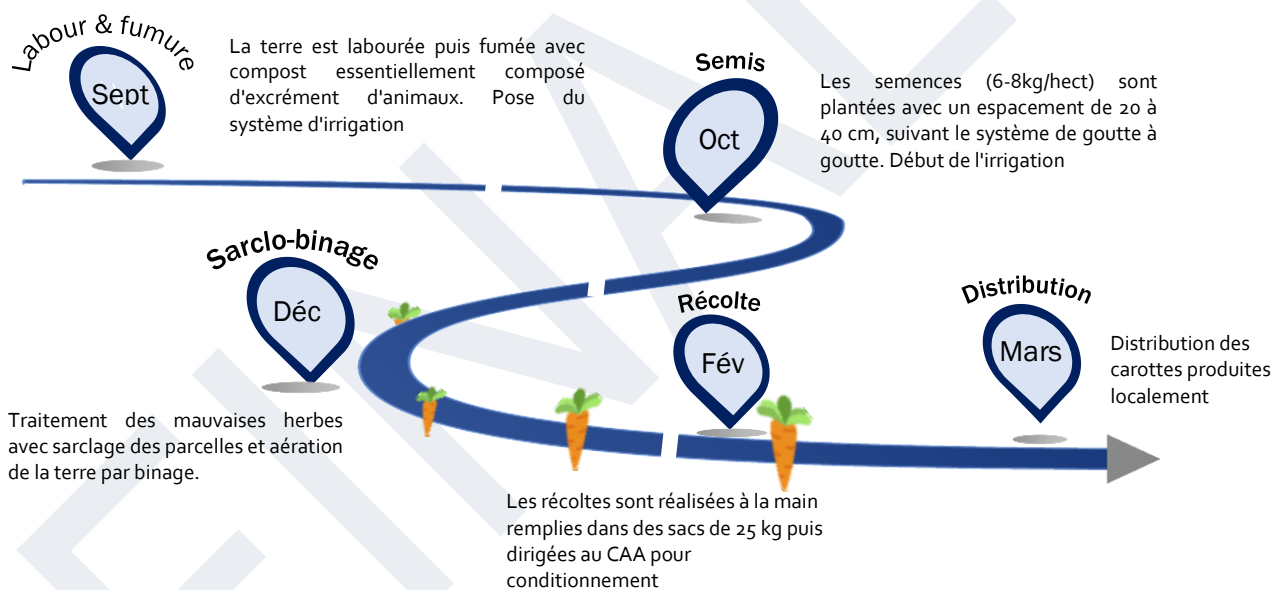 Labour & fumure
Sept
La terre est labourée puis fumée avec
compost essentiellement composé
d'excrément d'animaux. Pose du
système d'irrigation
Semis
Oct
Les semences (6-8kg/hect) sont
plantées avec un espacement de 20 à
40 cm, suivant le système de goutte à
goutte. Début de l'irrigation
Sarclo-binage
Déc
Traitement des mauvaises herbes
avec sarclage des parcelles et aération
de la terre par binage.
Récolte
Fév
Les récoltes sont réalisées à la main
remplies dans des sacs de 25 kg puis
dirigées au CAA pour
conditionnement
Distribution
Mars
Distribution des
carottes produites
localement